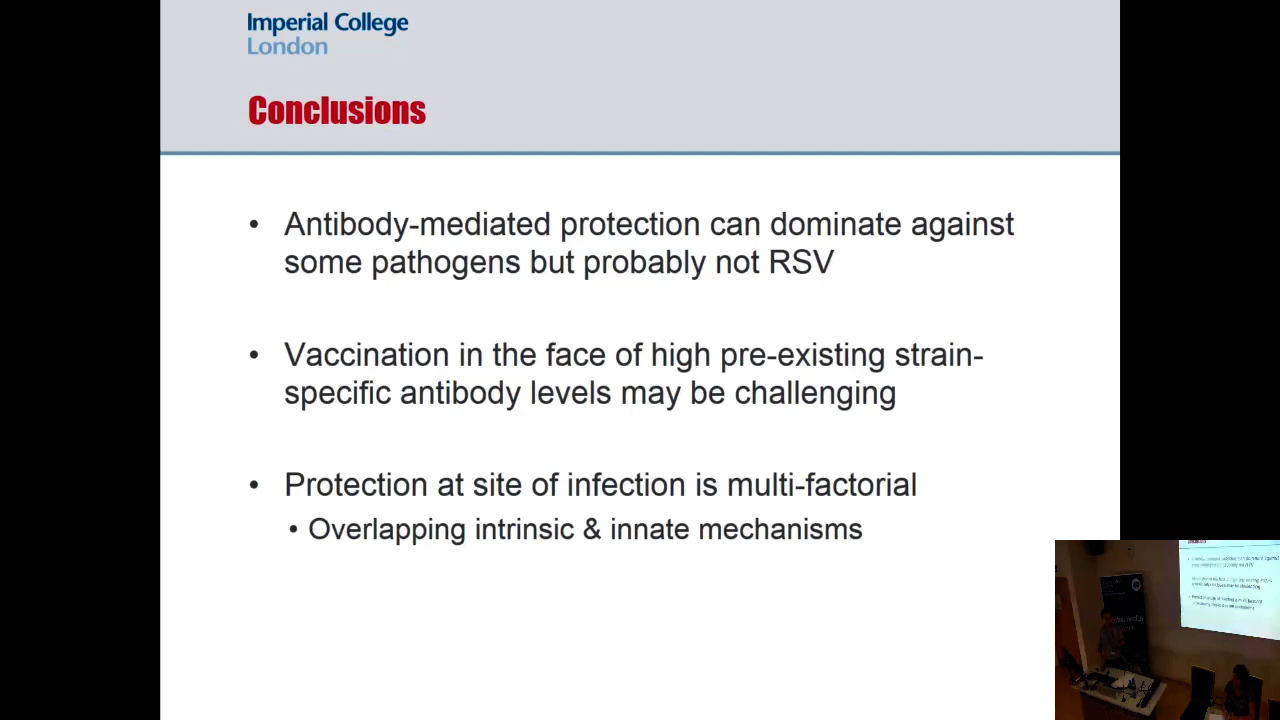 Imperial College
London
Conclusions
• Antibody-mediated protection can dominate against
some pathogens but probably not RSV
• Vaccination in the face of high pre-existing strain-
specific antibody levels may be challenging
• Protection at site of infection is multi-factorial
• Overlapping intrinsic & innate mechanisms